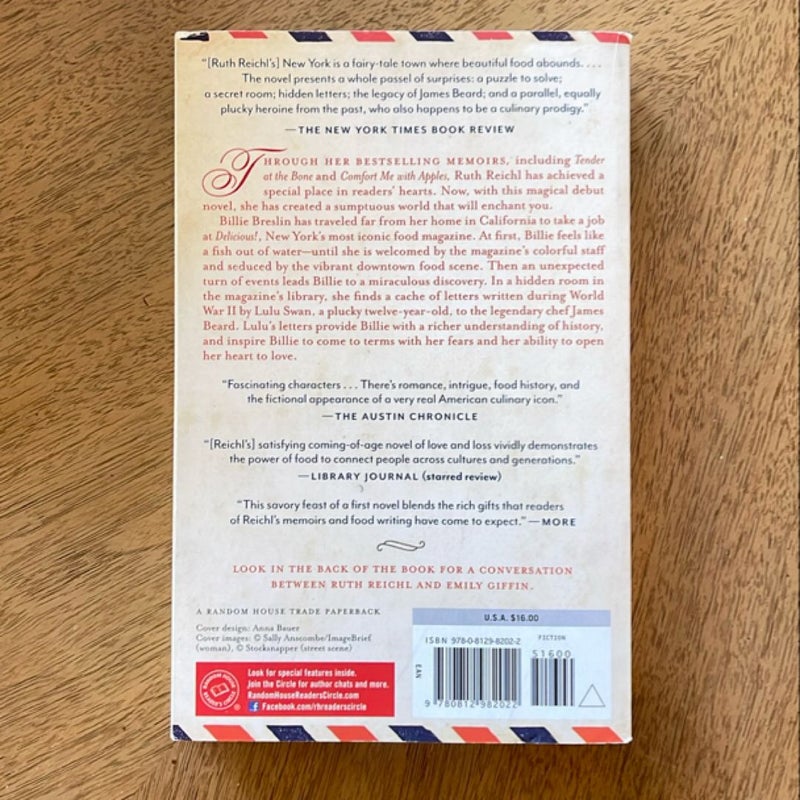 “[Ruth Reichl's] New York is a fairy-tale town where beautiful food abounds. . . .
The novel presents a whole passel of surprises: a puzzle to solve;
a secret room; hidden letters; the legacy of James Beard; and a parallel, equally
plucky heroine from the past, who also happens to be a culinary prodigy.”
—THE NEW YORK TIMES BOOK REVIEW
THROUGH HER BESTSELLING MEMOIRS, including Tender
at the Bone and Comfort Me with Apples, Ruth Reichl has achieved a
special place in readers' hearts. Now, with this magical debut
novel, she has created a sumptuous world that will enchant you.
Billie Breslin has traveled far from her home in California to take a job
at Delicious!, New York's most iconic food magazine. At first, Billie feels like
a fish out of water—until she is welcomed by the magazine's colorful staff
and seduced by the vibrant downtown food scene. Then an unexpected
turn of events leads Billie to a miraculous discovery. In a hidden room in
the magazine's library, she finds a cache of letters written during World
War II by Lulu Swan, a plucky twelve-year-old, to the legendary chef James
Beard. Lulu's letters provide Billie with a richer understanding of history,
and inspire Billie to come to terms with her fears and her ability to open
her heart to love.
“Fascinating characters . . . There's romance, intrigue, food history, and
the fictional appearance of a very real American culinary icon.”
—THE AUSTIN CHRONICLE
“[Reichl's] satisfying coming-of-age novel of love and loss vividly demonstrates
the power of food to connect people across cultures and generations.”
—LIBRARY JOURNAL (starred review)
“This savory feast of a first novel blends the rich gifts that readers
of Reichl's memoirs and food writing have come to expect.” —MORE
LOOK IN THE BACK OF THE BOOK FOR A CONVERSATION
BETWEEN RUTH REICHL AND EMILY GIFFIN.
A RANDOM HOUSE TRADE PAPERBACK
Cover design: Anna Bauer
Cover images: © Sally Anscombe/ImageBrief
(woman), © Stocksnapper (street scene)
RANDOM HOUSE READER'S CIRCLE
Look for special features inside.
Join the Circle for author chats and more.
RandomHouseReadersCircle.com
Facebook.com/rhreaderscircle
U.S.A. $16.00
ISBN 978-0-8129-8202-2 FICTION
51600
EAN
9 780812 982022